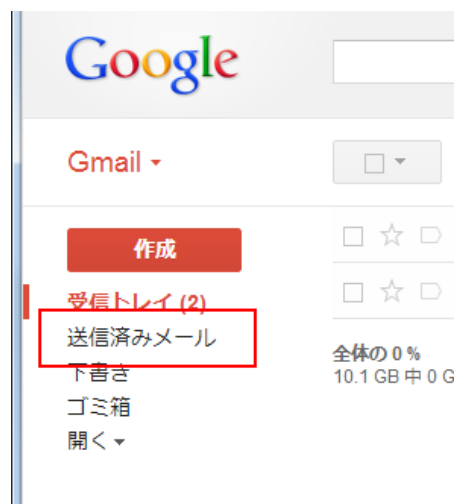 Google
Gmail
作成
受信トレイ (2)
送信済みメール
下書き
ゴミ箱
開く
全体の 0 %
10.1 GB 中 0 G